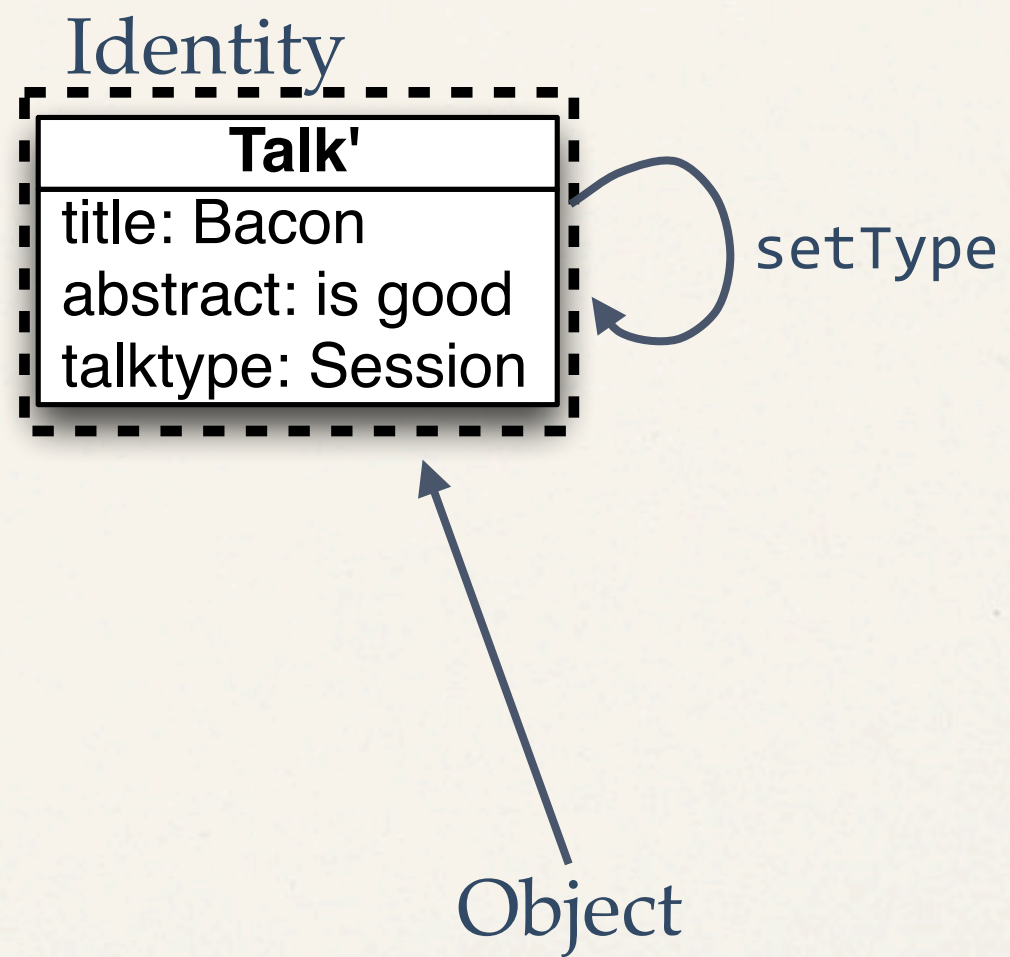 Identity
Talk'
title: Bacon
abstract: is good
talktype: Session
setType
Object